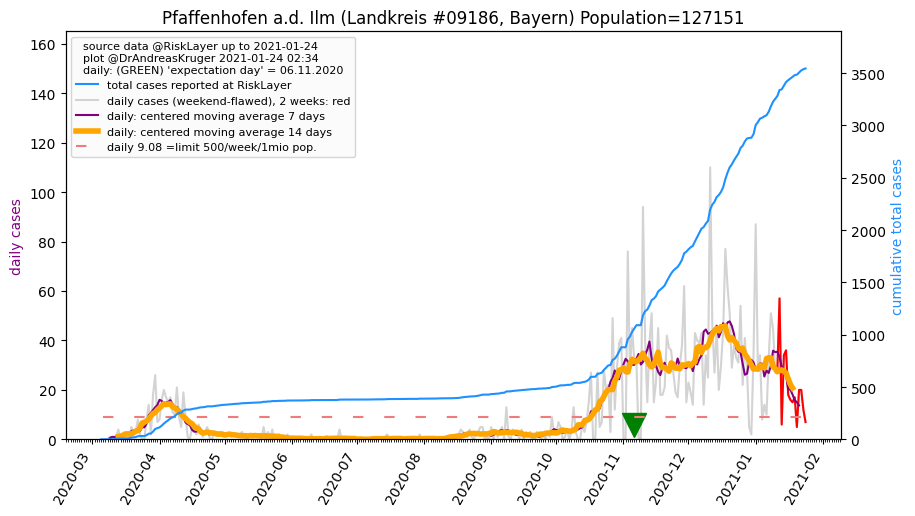 Pfaffenhofen a.d. Ilm (Landkreis #09186, Bayern) Population=127151
source data @RiskLayer up to 2021-01-24
plot @DrAndreasKruger 2021-01-24 02:34
daily: (GREEN) 'expectation day' = 06.11.2020
total cases reported at RiskLayer
daily cases (weekend-flawed), 2 weeks: red
daily: centered moving average 7 days
daily: centered moving average 14 days
daily 9.08 =limit 500/week/1mio pop.
daily cases
160
140
120
100
80
60
40
20
0
cumulative total cases
3500
3000
2500
2000
1500
1000
500
0
2020-03
2020-04
2020-05
2020-06
2020-07
2020-08
2020-09
2020-10
2020-11
2020-12
2021-01
2021-02